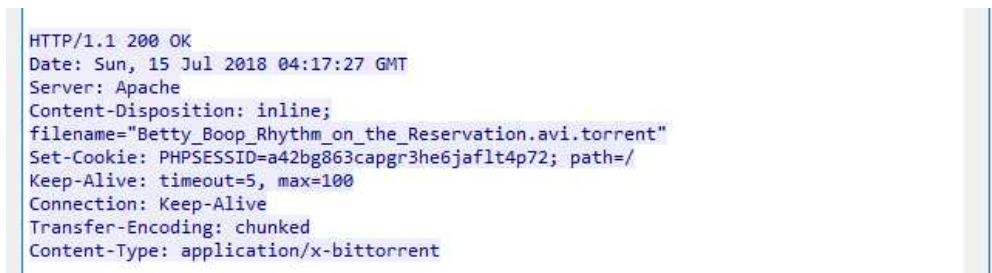 HTTP/1.1 200 OK
Date: Sun, 15 Jul 2018 04:17:27 GMT
Server: Apache
Content-Disposition: inline;
filename="Betty_Boop_Rhythm_on_the_Reservation.avi.torrent"
Set-Cookie: PHPSESSID=a42bg863capgr3he6jaflt4p72; path=/
Keep-Alive: timeout=5, max=100
Connection: Keep-Alive
Transfer-Encoding: chunked
Content-Type: application/x-bittorrent